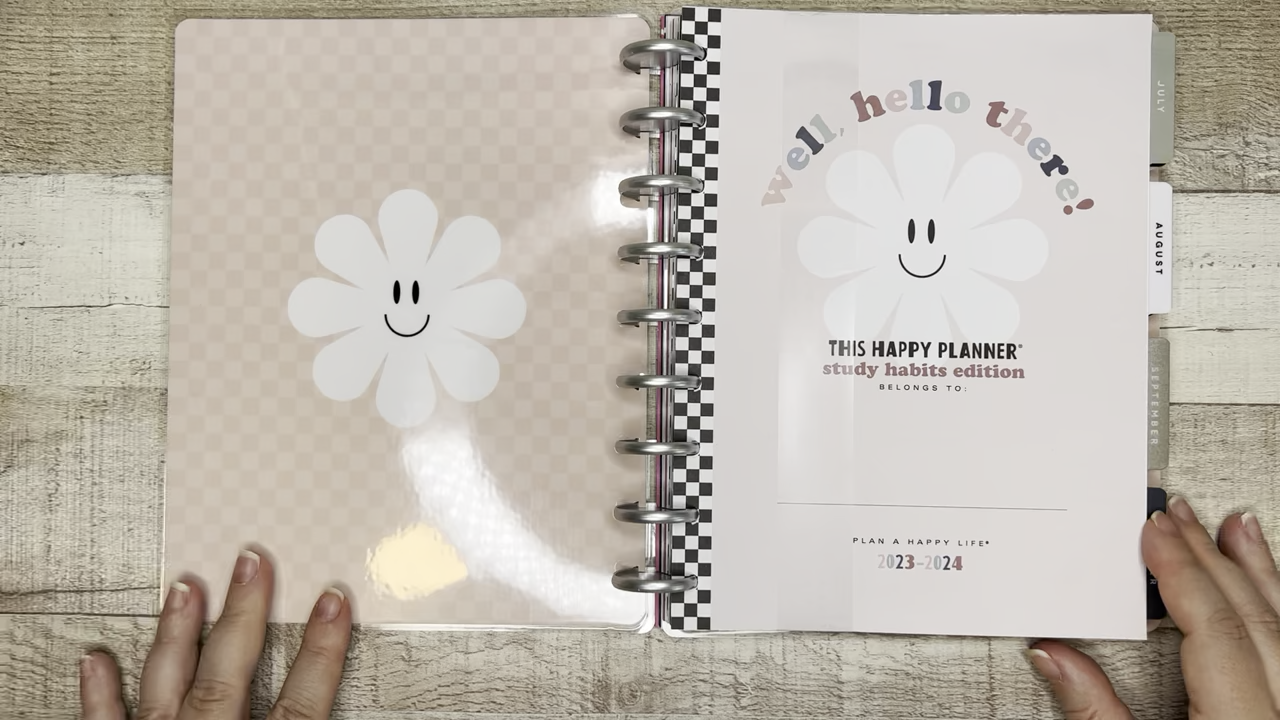 well, hello there!
THIS HAPPY PLANNER®
study habits edition
BELONGS TO:
PLAN A HAPPY LIFE®
2023-2024
JULY
AUGUST
SEPTEMBER